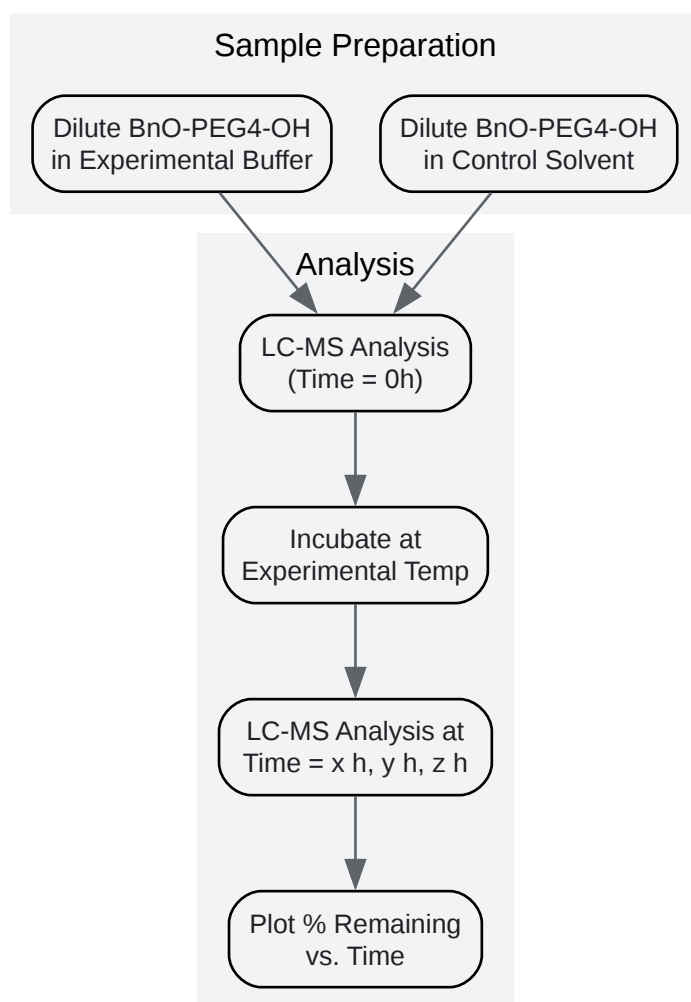 Sample Preparation
Dilute BnO-PEG4-OH
in Experimental Buffer
Dilute BnO-PEG4-OH
in Control Solvent
Analysis
LC-MS Analysis
(Time = 0h)
Incubate at
Experimental Temp
LC-MS Analysis at
Time = x h, y h, z h
Plot % Remaining
vs. Time